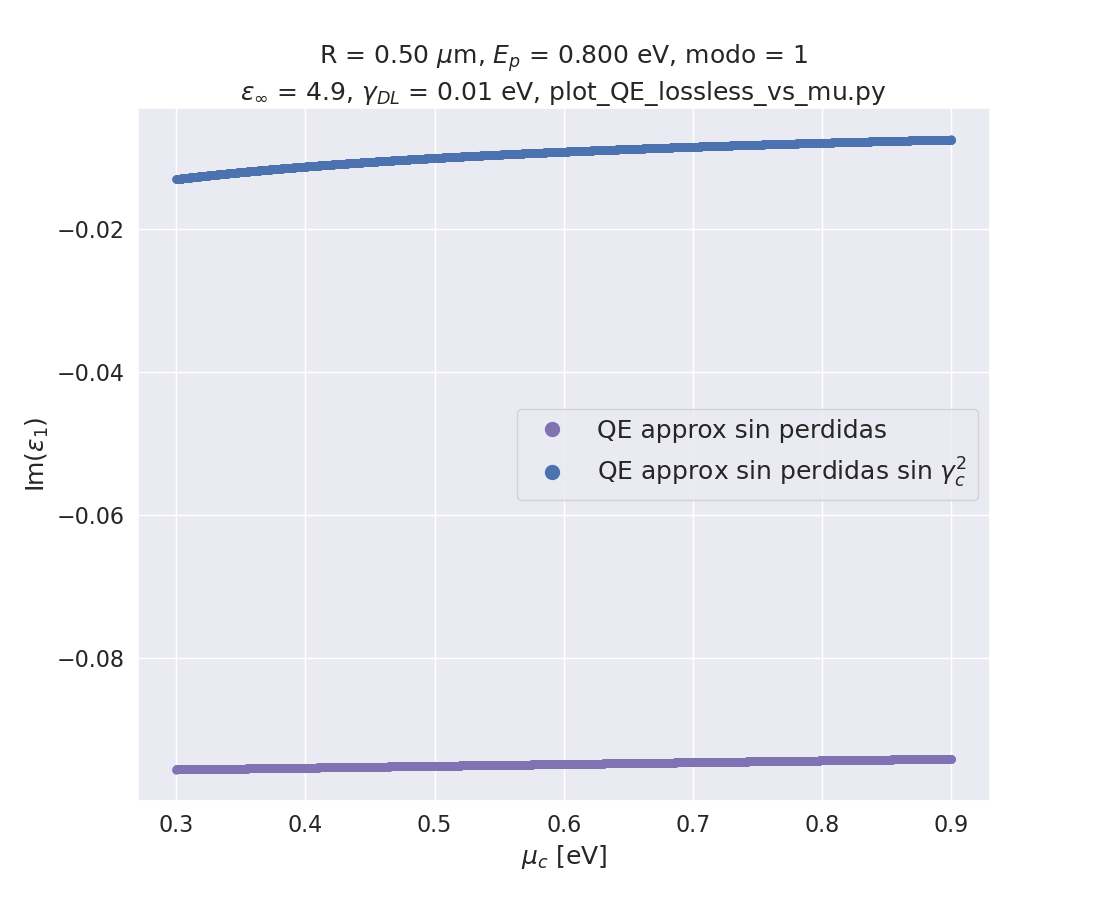 R = 0.50 μm, E_p = 0.800 eV, modo = 1
ε_∞ = 4.9, γ_DL = 0.01 eV, plot_QE_lossless_vs_mu.py
Im(ε₁)
−0.02
−0.04
−0.06
−0.08
QE approx sin perdidas
QE approx sin perdidas sin γ_c^2
0.3 0.4 0.5 0.6 0.7 0.8 0.9
μ_c [eV]